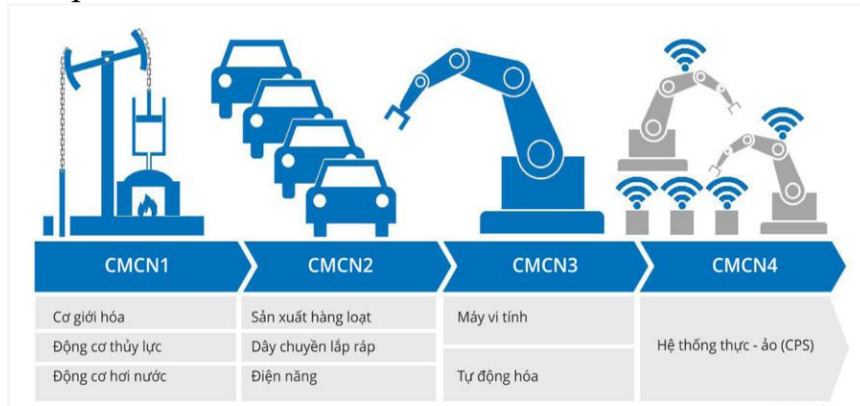 CMCN1
CMCN2
CMCN3
CMCN4
Cơ giới hóa
Động cơ thủy lực
Động cơ hơi nước
Sản xuất hàng loạt
Dây chuyền lắp ráp
Điện năng
Máy vi tính
Tự động hóa
Hệ thống thực - ảo (CPS)